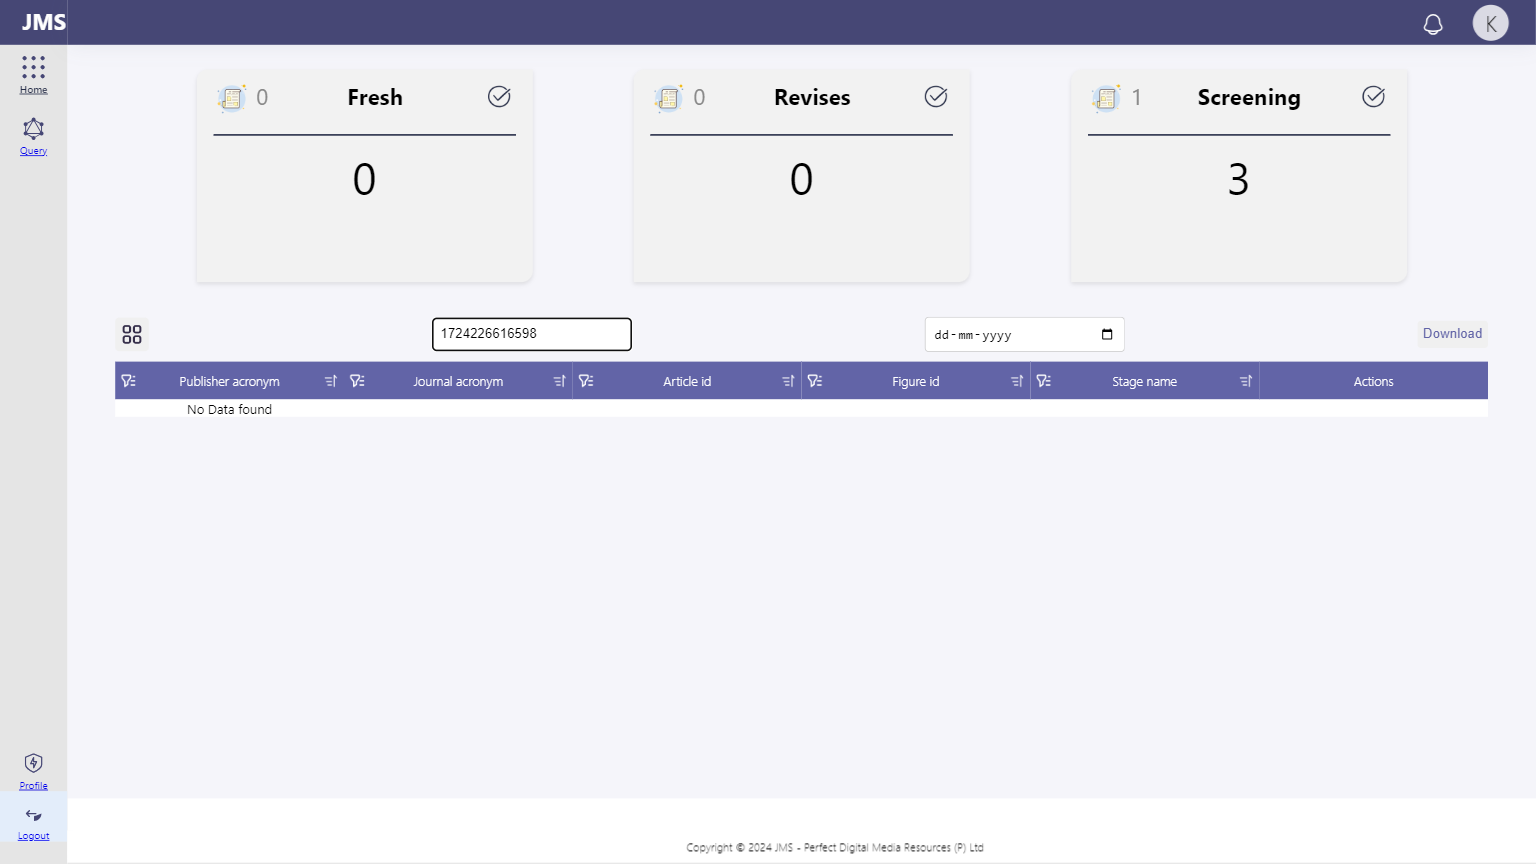 JMS
K
Home
Query
0 Fresh
0
0 Revises
0
1 Screening
3
1724226616598
dd-mm-yyyy
Download
Publisher acronym Journal acronym Article id Figure id Stage name Actions
No Data found
Profile
Logout
Copyright © 2024 JMS - Perfect Digital Media Resources (P) Ltd